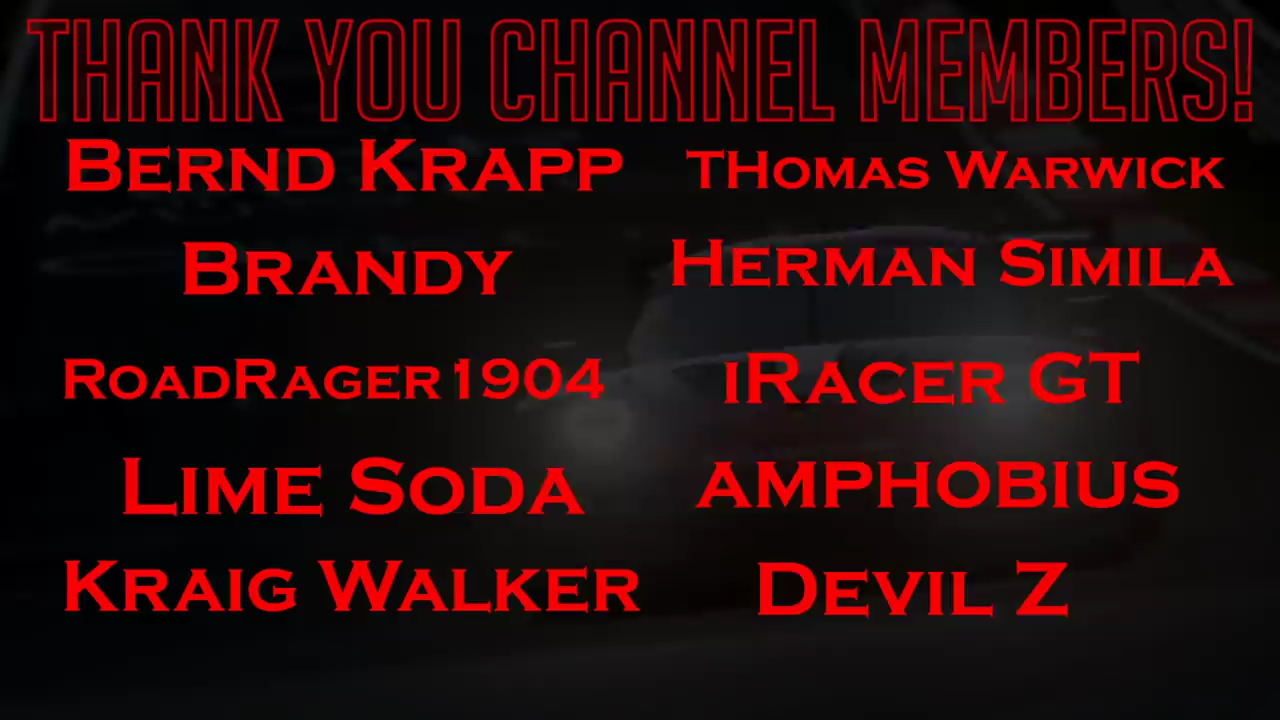 THANK YOU CHANNEL MEMBERS!
BERND KRAPP
THOMAS WARWICK
BRANDY
HERMAN SIMILA
ROADRAGER1904
IRACER GT
LIME SODA
AMPHOBIUS
KRAIG WALKER
DEVIL Z